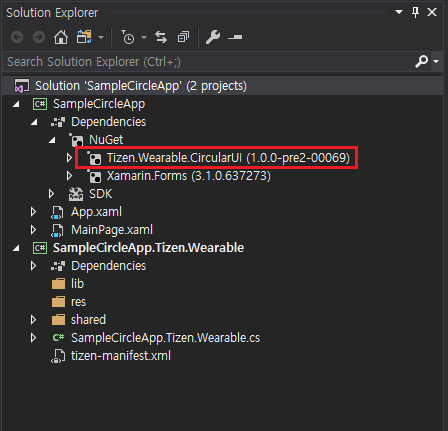 Solution Explorer
Search Solution Explorer (Ctrl+;)
Solution 'SampleCircleApp' (2 projects)
C# SampleCircleApp
Dependencies
NuGet
Tizen.Wearable.CircularUI (1.0.0-pre2-00069)
Xamarin.Forms (3.1.0.637273)
SDK
App.xaml
MainPage.xaml
C# SampleCircleApp.Tizen.Wearable
Dependencies
lib
res
shared
C# SampleCircleApp.Tizen.Wearable.cs
tizen-manifest.xml